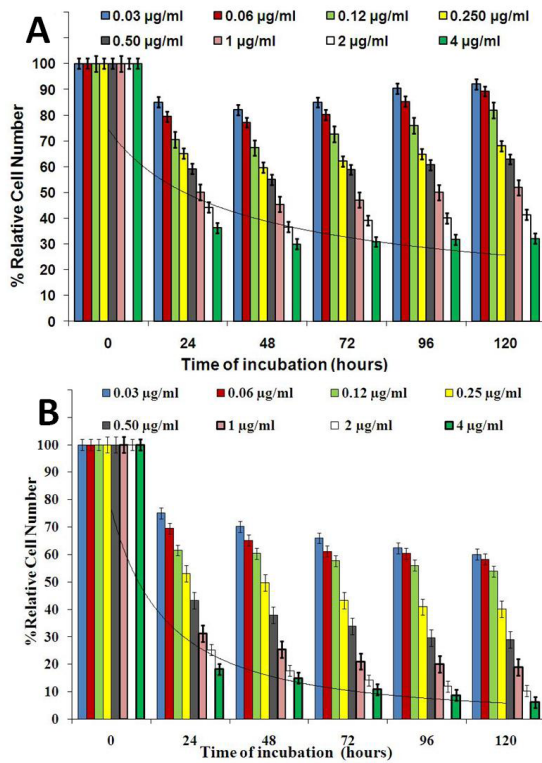 A
0.03 µg/ml 0.06 µg/ml 0.12 µg/ml 0.250 µg/ml
0.50 µg/ml 1 µg/ml 2 µg/ml 4 µg/ml
100
90
80
70
60
50
40
30
20
10
0
% Relative Cell Number
0 24 48 72 96 120
Time of incubation (hours)
B
0.03 µg/ml 0.06 µg/ml 0.12 µg/ml 0.25 µg/ml
0.50 µg/ml 1 µg/ml 2 µg/ml 4 µg/ml
100
90
80
70
60
50
40
30
20
10
0
%Relative Cell Number
0 24 48 72 96 120
Time of incubation (hours)